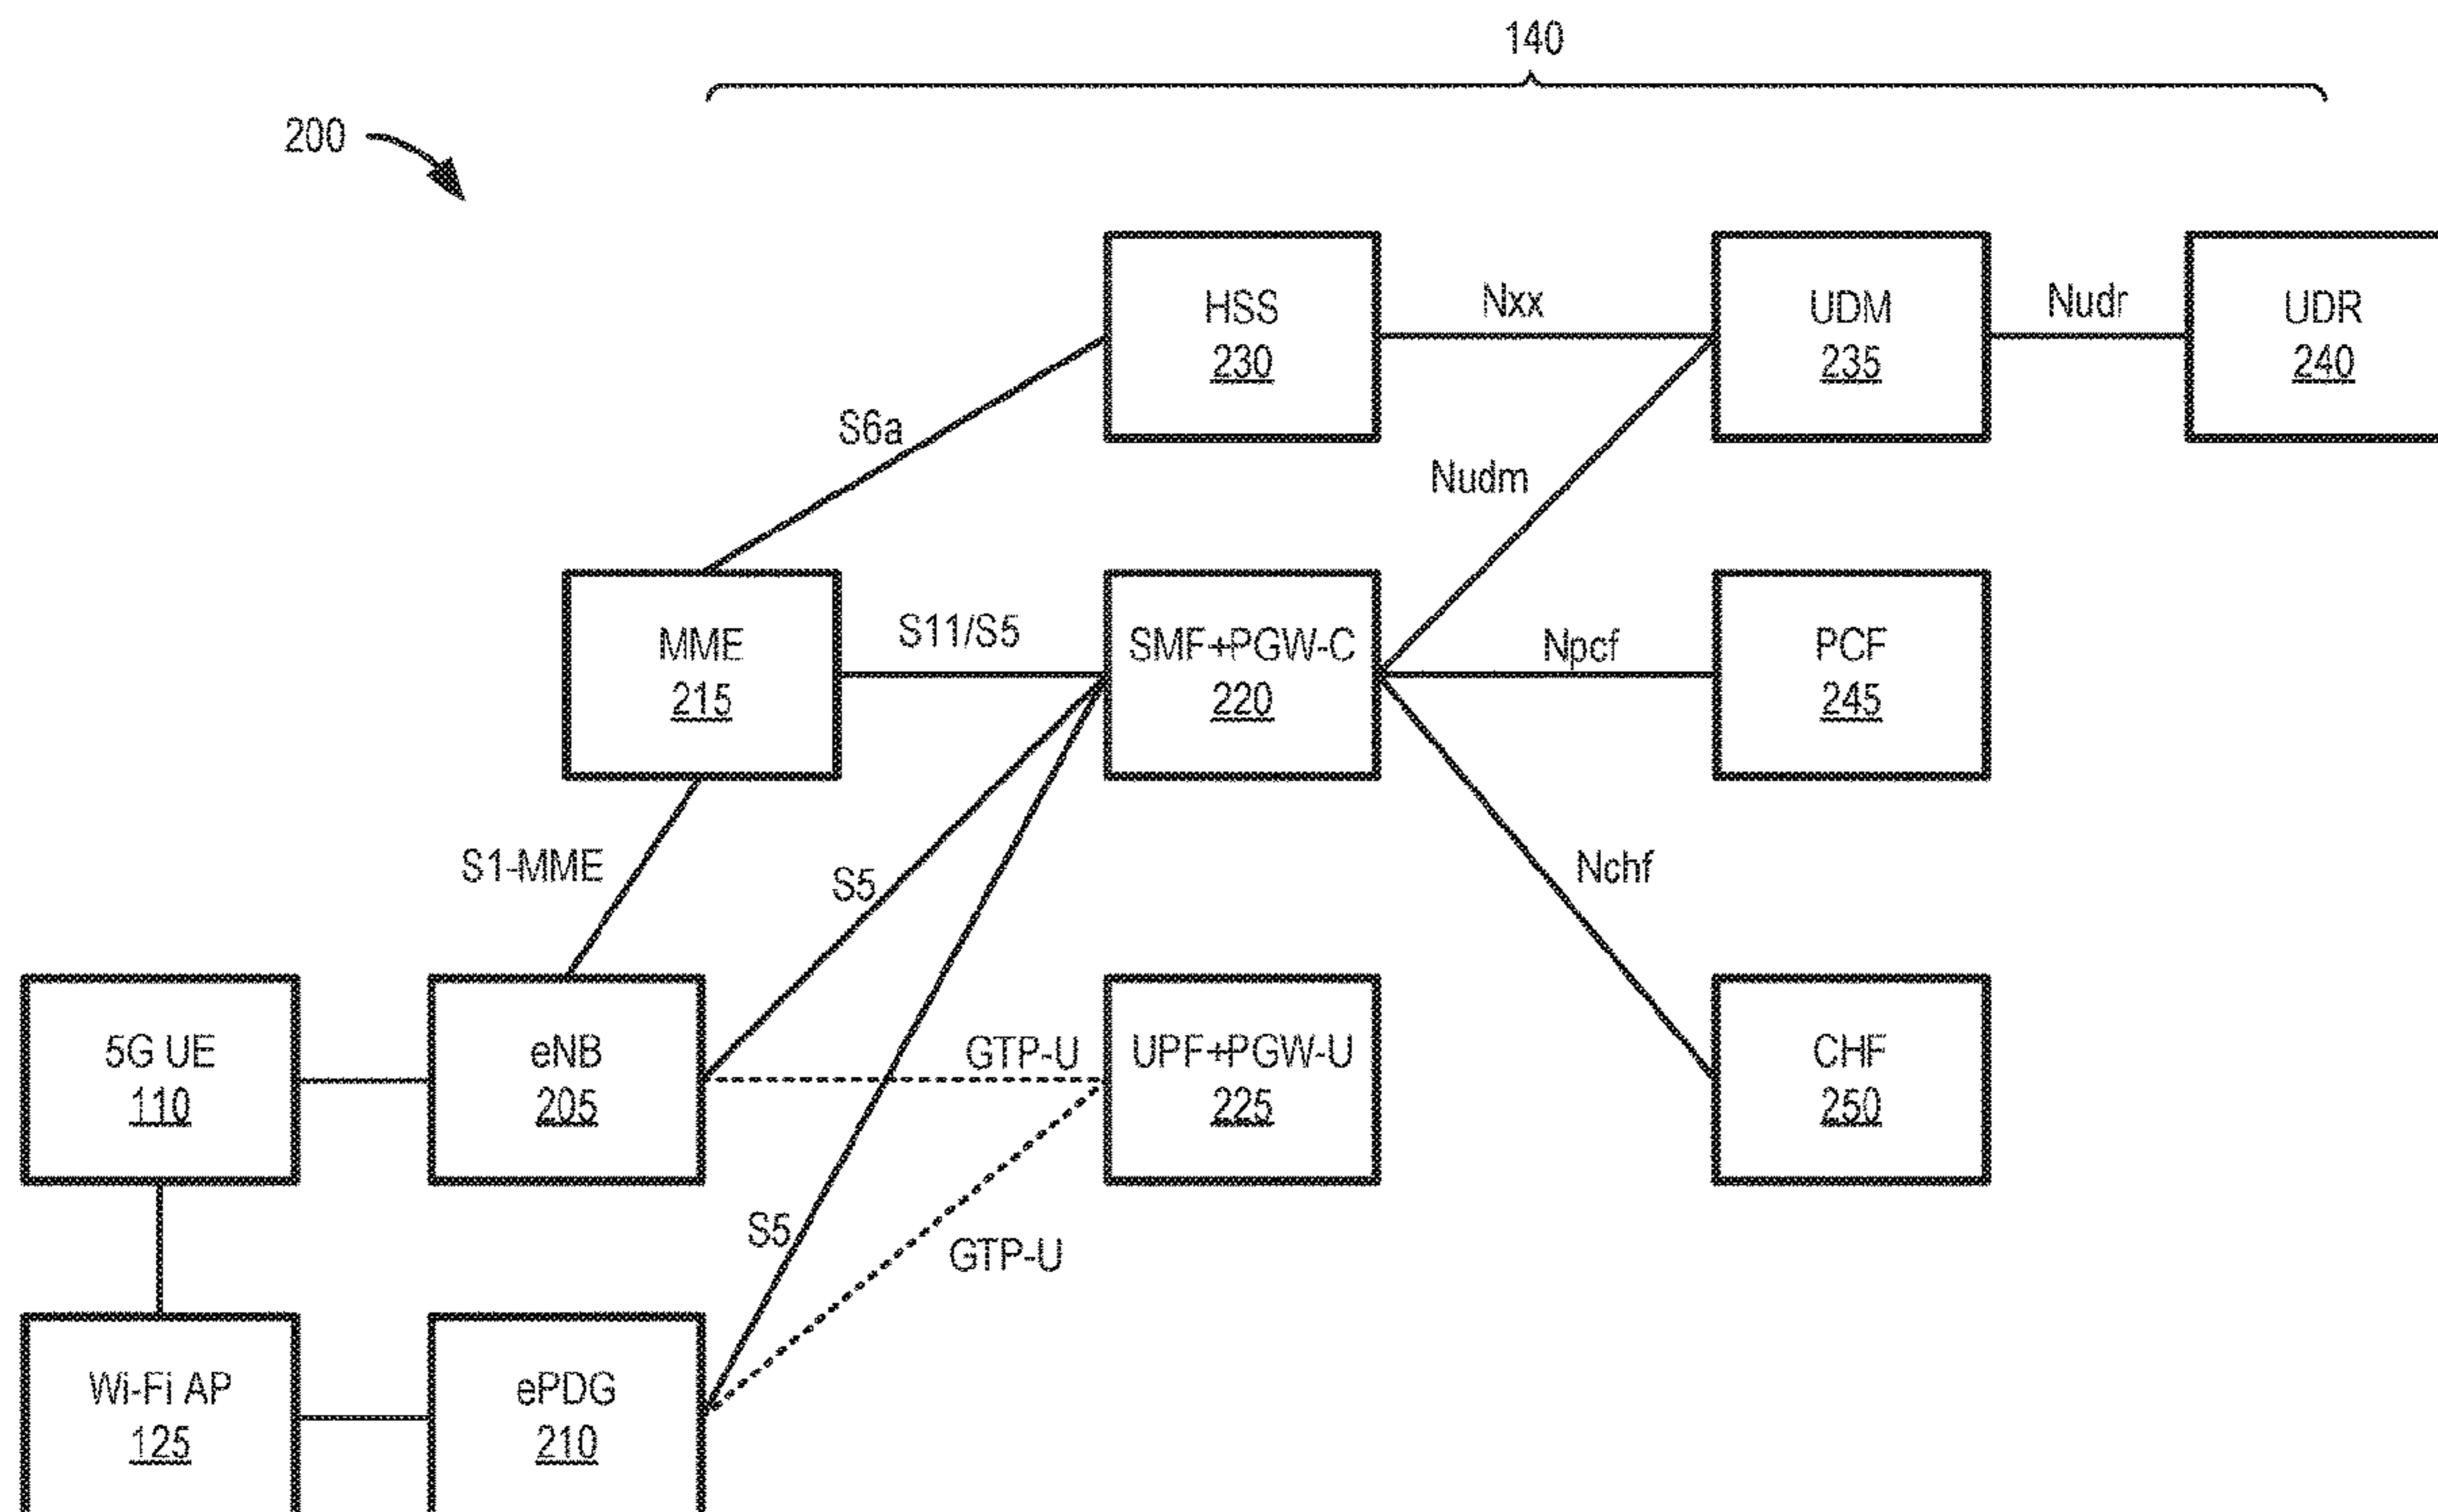 140
200
HSS
230
Nxx
UDM
235
Nudr
UDR
240
S6a
Nudm
MME
215
S11/S5
SMF+PGW-C
220
Npcf
PCF
245
S1-MME
S5
Nchf
5G UE
110
eNB
205
GTP-U
UPF+PGW-U
225
CHF
250
S5
GTP-U
Wi-Fi AP
125
ePDG
210